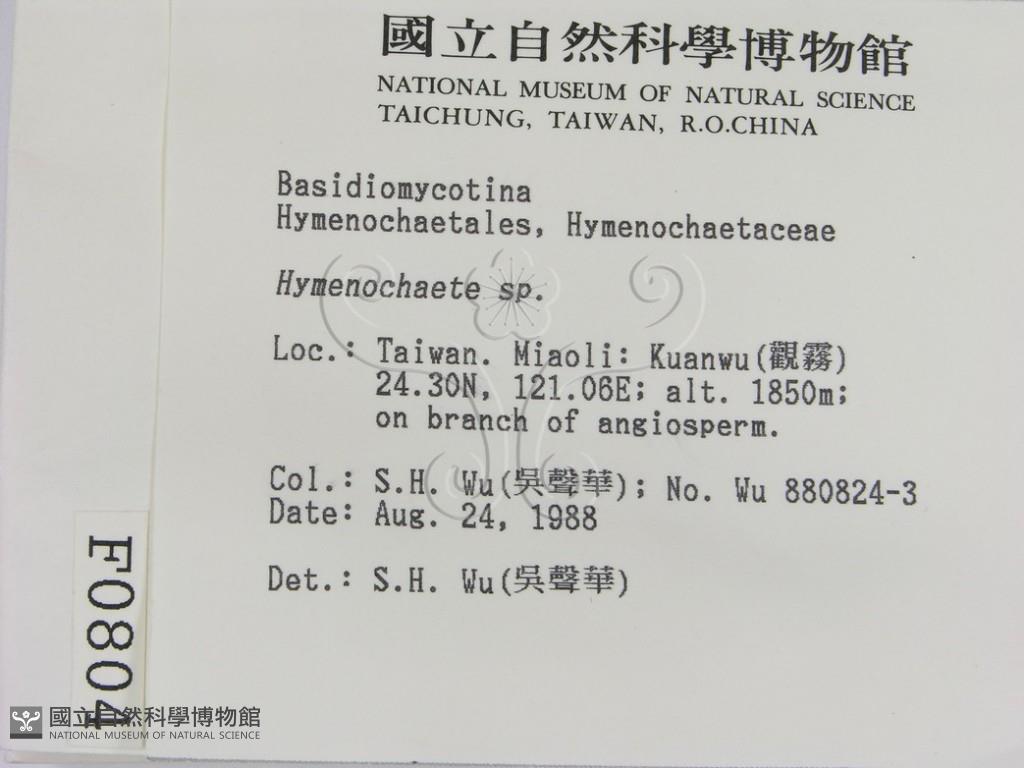 國立自然科學博物館
NATIONAL MUSEUM OF NATURAL SCIENCE
TAICHUNG, TAIWAN, R.O.CHINA
Basidiomycotina
Hymenochaetales, Hymenochaetaceae
Hymenochaete sp.
Loc.: Taiwan. Miaoli: Kuanwu(觀霧)
24.30N, 121.06E; alt. 1850m;
on branch of angiosperm.
Col.: S.H. Wu(吳聲華); No. Wu 880824-3
Date: Aug. 24, 1988
Det.: S.H. Wu(吳聲華)
F0804
國立自然科學博物館
NATIONAL MUSEUM OF NATURAL SCIENCE